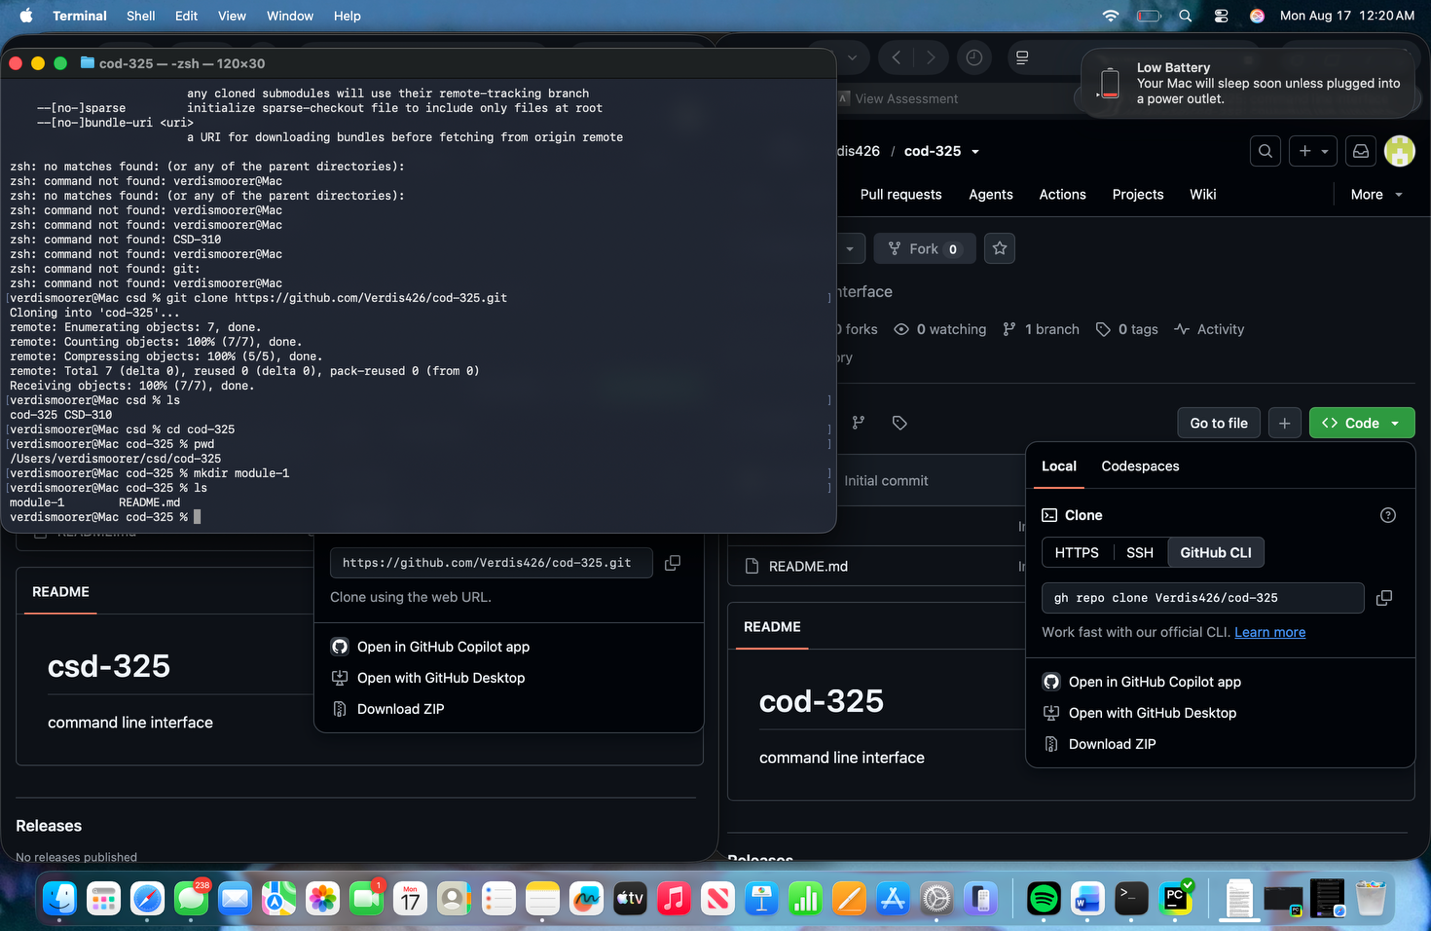 Terminal Shell Edit View Window Help Mon Aug 17 12:20 AM
cod-325 — -zsh — 120×30
any cloned submodules will use their remote-tracking branch
--[no-]sparse initialize sparse-checkout file to include only files at root
--[no-]bundle-uri <uri>
a URI for downloading bundles before fetching from origin remote
zsh: no matches found: (or any of the parent directories):
zsh: command not found: verdismoorer@Mac
zsh: no matches found: (or any of the parent directories):
zsh: command not found: verdismoorer@Mac
zsh: command not found: verdismoorer@Mac
zsh: command not found: CSD-310
zsh: command not found: verdismoorer@Mac
zsh: command not found: git:
zsh: command not found: verdismoorer@Mac
[verdismoorer@Mac csd % git clone https://github.com/Verdis426/cod-325.git ]
Cloning into 'cod-325'...
remote: Enumerating objects: 7, done.
remote: Counting objects: 100% (7/7), done.
remote: Compressing objects: 100% (5/5), done.
remote: Total 7 (delta 0), reused 0 (delta 0), pack-reused 0 (from 0)
Receiving objects: 100% (7/7), done.
[verdismoorer@Mac csd % ls ]
cod-325 CSD-310
[verdismoorer@Mac csd % cd cod-325 ]
[verdismoorer@Mac cod-325 % pwd ]
/Users/verdismoorer/csd/cod-325
[verdismoorer@Mac cod-325 % mkdir module-1 ]
[verdismoorer@Mac cod-325 % ls ]
module-1 README.md
verdismoorer@Mac cod-325 %
Low Battery
Your Mac will sleep soon unless plugged into
a power outlet.
View Assessment
dis426 / cod-325
Pull requests Agents Actions Projects Wiki More
Fork 0
nterface
0 forks 0 watching 1 branch 0 tags Activity
ory
Go to file Code
Initial commit
Local Codespaces
Clone
HTTPS SSH GitHub CLI
gh repo clone Verdis426/cod-325
Work fast with our official CLI. Learn more
Open in GitHub Copilot app
Open with GitHub Desktop
Download ZIP
README.md
README
cod-325
command line interface
Releases
README.md
https://github.com/Verdis426/cod-325.git
Clone using the web URL.
Open in GitHub Copilot app
Open with GitHub Desktop
Download ZIP
README
csd-325
command line interface
Releases
No releases published
238
1
Mon
17
tv
PC